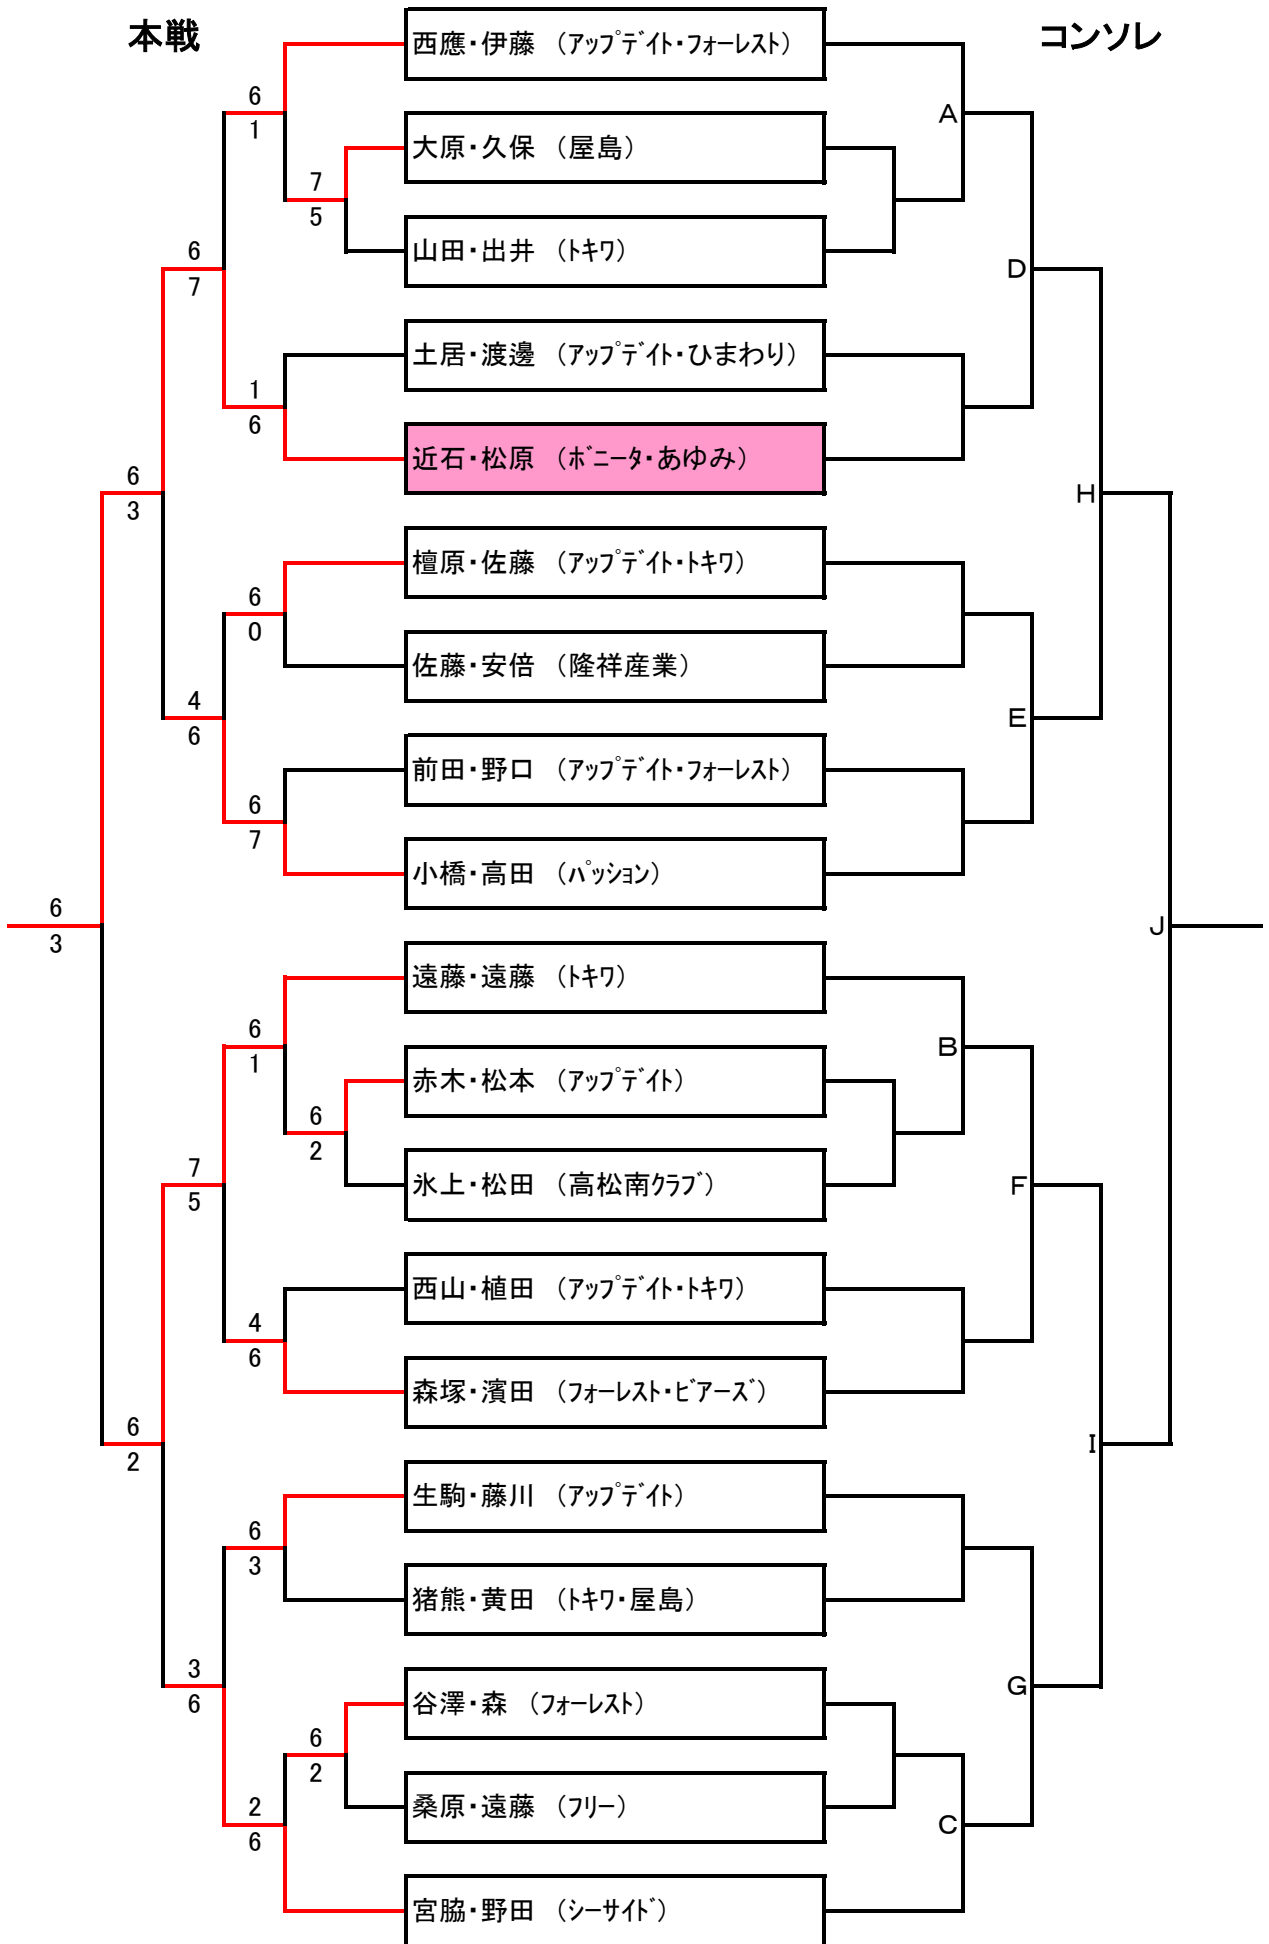 本戦
コンソレ
西應・伊藤 （ｱｯﾌﾟﾃﾞｲﾄ・ﾌｫｰﾚｽﾄ）
6
1
A
大原・久保 （屋島）
7
5
山田・出井 （ﾄｷﾜ）
6
7
D
土居・渡邊 （ｱｯﾌﾟﾃﾞｲﾄ・ひまわり）
1
6
近石・松原 （ﾎﾞﾆｰﾀ・あゆみ）
6
3
H
檀原・佐藤 （ｱｯﾌﾟﾃﾞｲﾄ・ﾄｷﾜ）
6
0
佐藤・安倍 （隆祥産業）
4
6
E
前田・野口 （ｱｯﾌﾟﾃﾞｲﾄ・ﾌｫｰﾚｽﾄ）
6
7
小橋・高田 （ﾊﾟｯｼｮﾝ）
6
3
J
遠藤・遠藤 （ﾄｷﾜ）
6
1
B
赤木・松本 （ｱｯﾌﾟﾃﾞｲﾄ）
6
2
氷上・松田 （高松南ｸﾗﾌﾞ）
7
5
F
西山・植田 （ｱｯﾌﾟﾃﾞｲﾄ・ﾄｷﾜ）
4
6
森塚・濱田 （ﾌｫｰﾚｽﾄ・ﾋﾞｱｰｽﾞ）
6
2
I
生駒・藤川 （ｱｯﾌﾟﾃﾞｲﾄ）
6
3
猪熊・黄田 （ﾄｷﾜ・屋島）
3
6
G
谷澤・森 （ﾌｫｰﾚｽﾄ）
6
2
桑原・遠藤 （ﾌﾘｰ）
2
6
C
宮脇・野田 （ｼｰｻｲﾄﾞ）